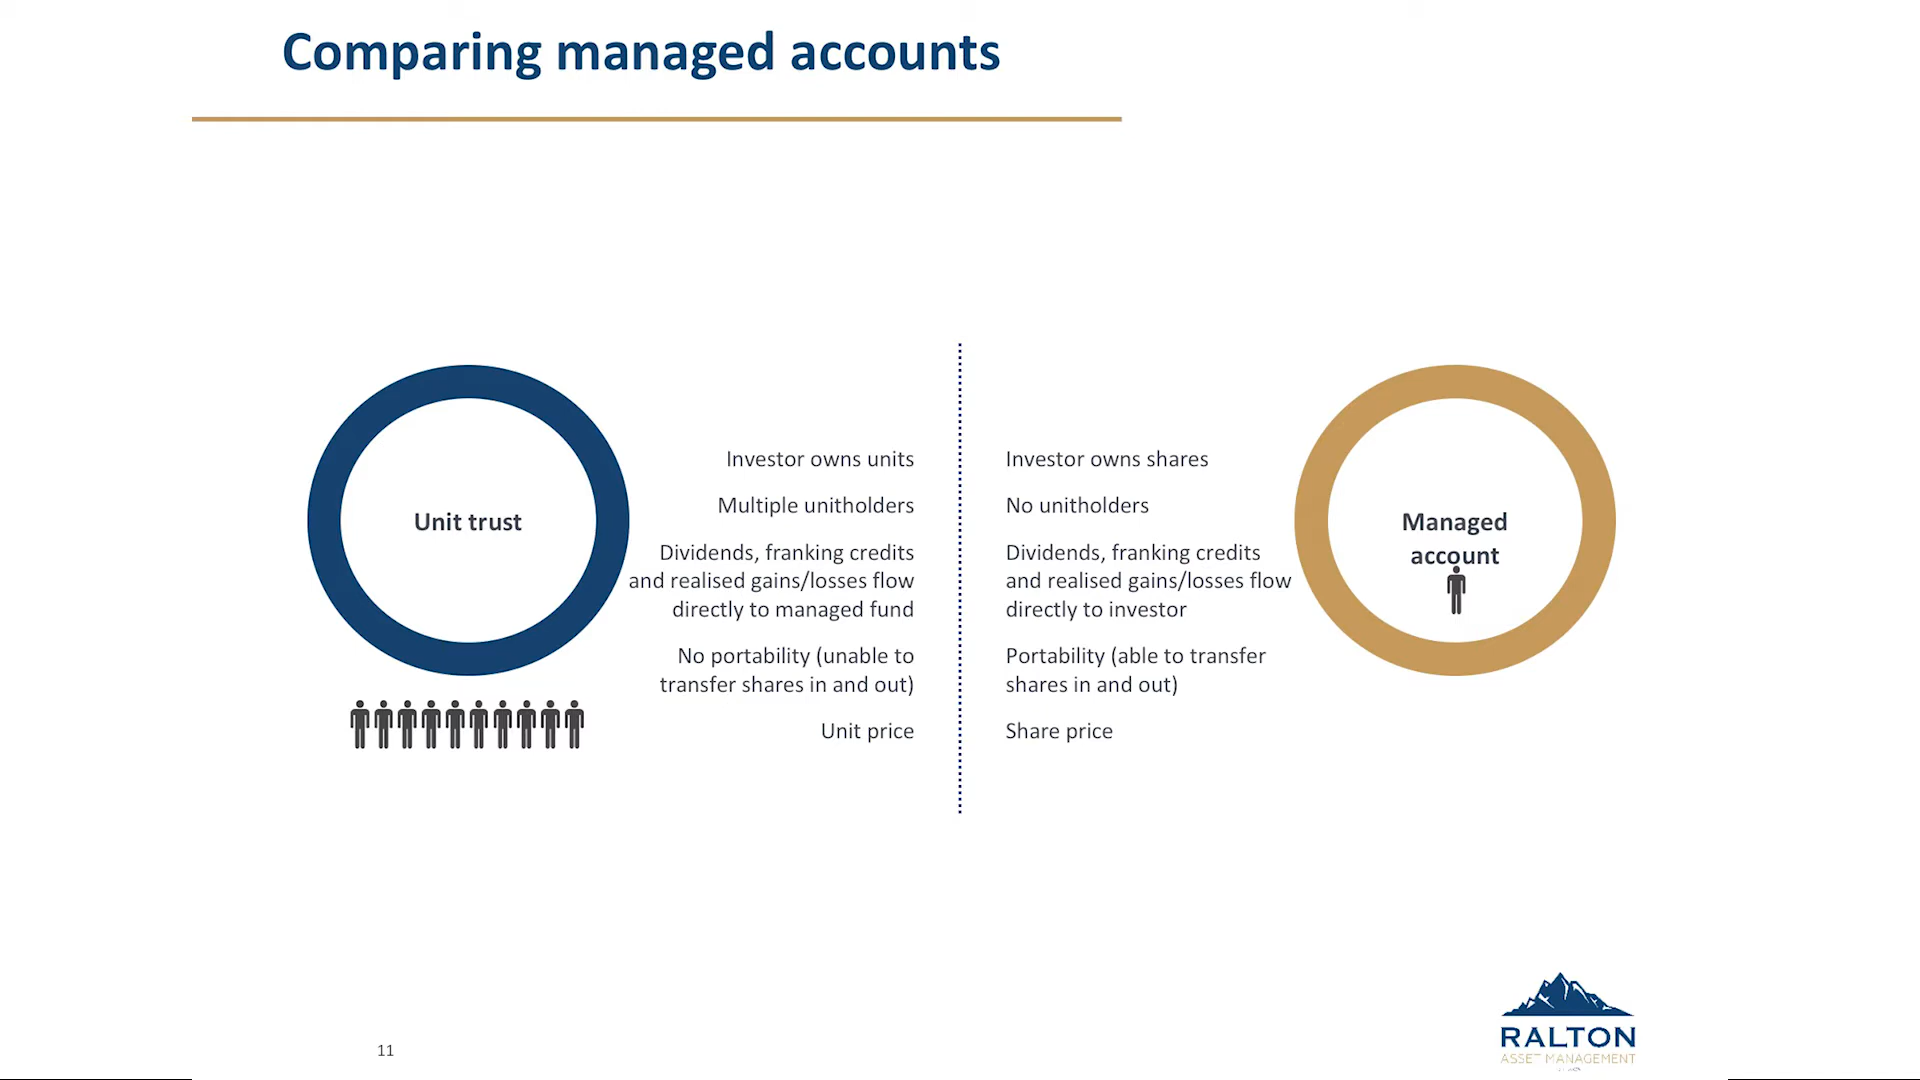 Comparing managed accounts
Unit trust
Investor owns units
Multiple unitholders
Dividends, franking credits
and realised gains/losses flow
directly to managed fund
No portability (unable to
transfer shares in and out)
Unit price
Investor owns shares
No unitholders
Dividends, franking credits
and realised gains/losses flow
directly to investor
Portability (able to transfer
shares in and out)
Share price
Managed
account
11
RALTON
ASSET MANAGEMENT